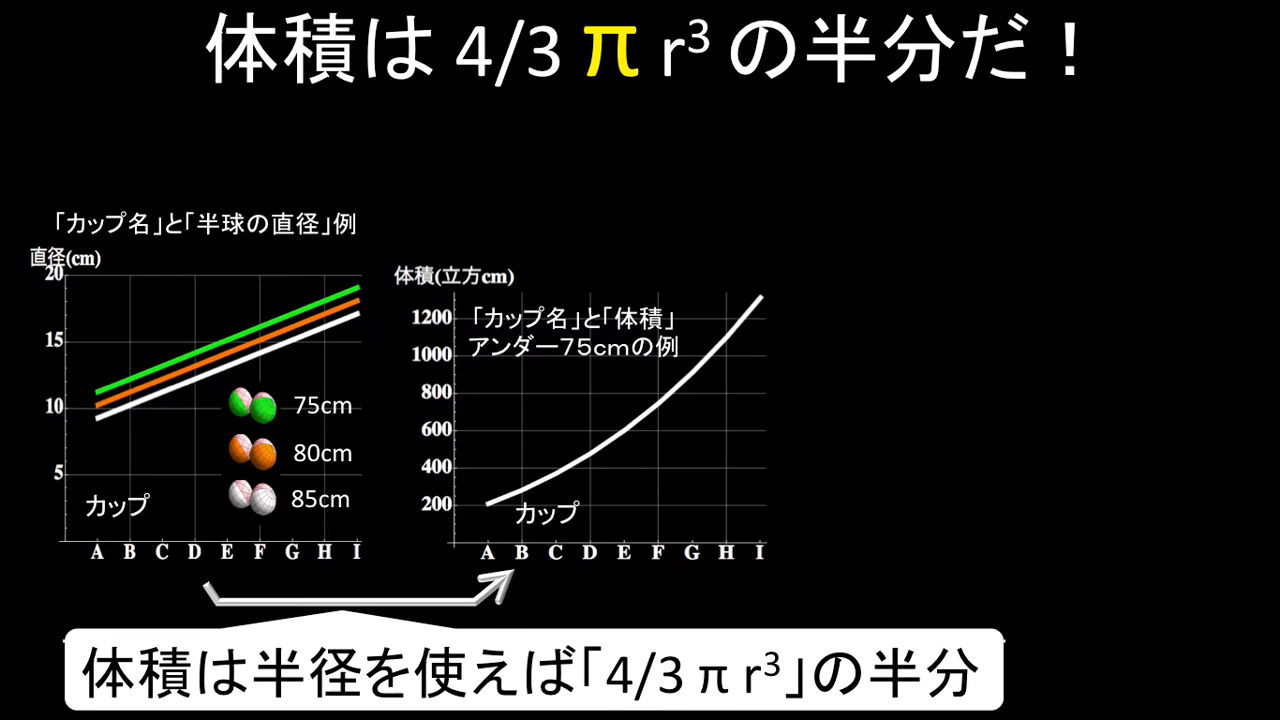 体積は 4/3 π r³ の半分だ！
「カップ名」と「半球の直径」例
直径(cm)
20
15
10
5
75cm
80cm
85cm
カップ
A B C D E F G H I
体積(立方cm)
「カップ名」と「体積」
アンダー75cmの例
1200
1000
800
600
400
200
カップ
A B C D E F G H I
体積は半径を使えば「4/3 π r³」の半分